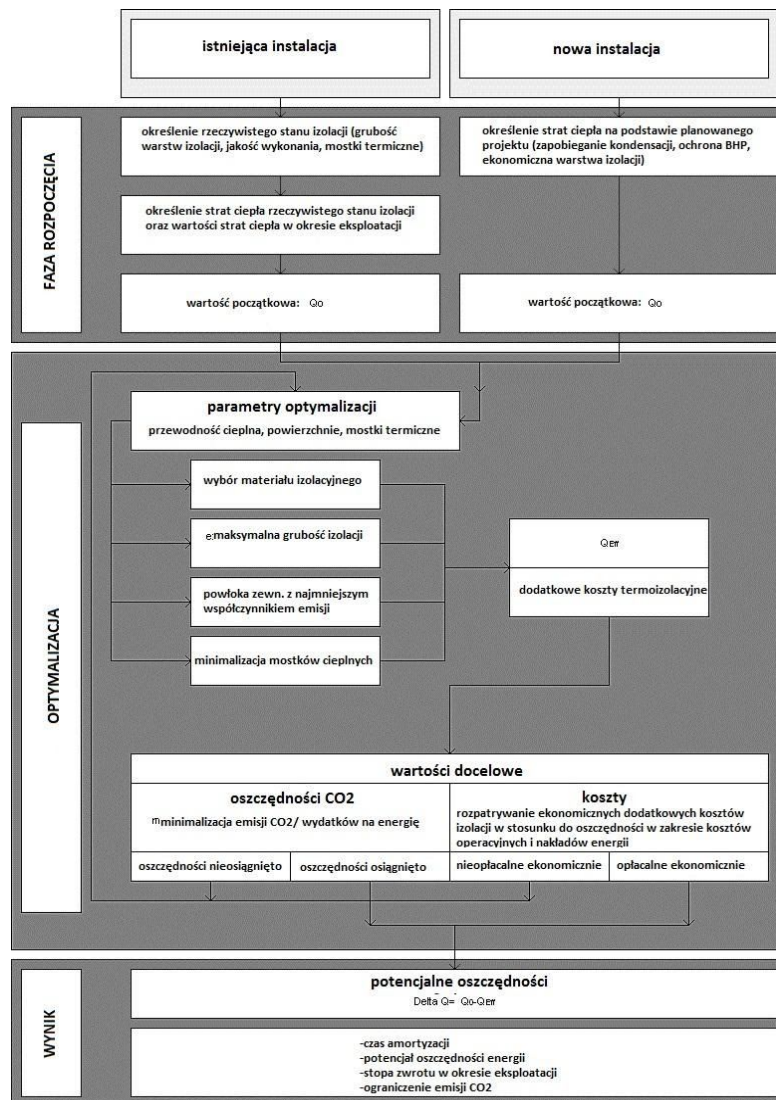 istniejąca instalacja
nowa instalacja
FAZA ROZPOCZĘCIA
określenie rzeczywistego stanu izolacji (grubość
warstw izolacji, jakość wykonania, mostki termiczne)
określenie strat ciepła na podstawie planowanego
projektu (zapobieganie kondensacji, ochrona BHP,
ekonomiczna warstwa izolacji)
określenie strat ciepła rzeczywistego stanu izolacji
oraz wartości strat ciepła w okresie eksploatacji
wartość początkowa: Qo
wartość początkowa: Qo
OPTYMALIZACJA
parametry optymalizacji
przewodność cieplna, powierzchnie, mostki termiczne
wybór materiału izolacyjnego
e:maksymalna grubość izolacji
powłoka zewn. z najmniejszym
współczynnikiem emisji
minimalizacja mostków cieplnych
QEff
dodatkowe koszty termoizolacyjne
wartości docelowe
oszczędności CO2
mminimalizacja emisji CO2/ wydatków na energię
koszty
rozpatrywanie ekonomicznych dodatkowych kosztów
izolacji w stosunku do oszczędności w zakresie kosztów
operacyjnych i nakładów energii
oszczędności nieosiągnięto
oszczędności osiągnięto
nieopłacalne ekonomicznie
opłacalne ekonomicznie
WYNIK
potencjalne oszczędności
Delta Q= Qo-QEff
-czas amortyzacji
-potencjał oszczędności energii
-stopa zwrotu w okresie eksploatacji
-ograniczenie emisji CO2